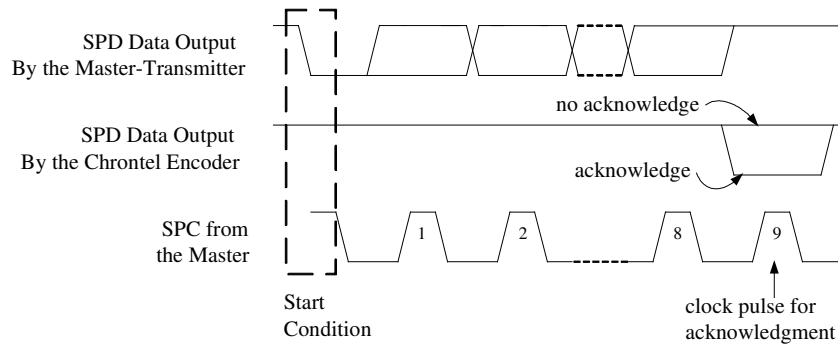 SPD Data Output
By the Master-Transmitter
no acknowledge
SPD Data Output
By the Chrontel Encoder
acknowledge
SPC from
the Master
1
2
8
9
Start
Condition
clock pulse for
acknowledgment